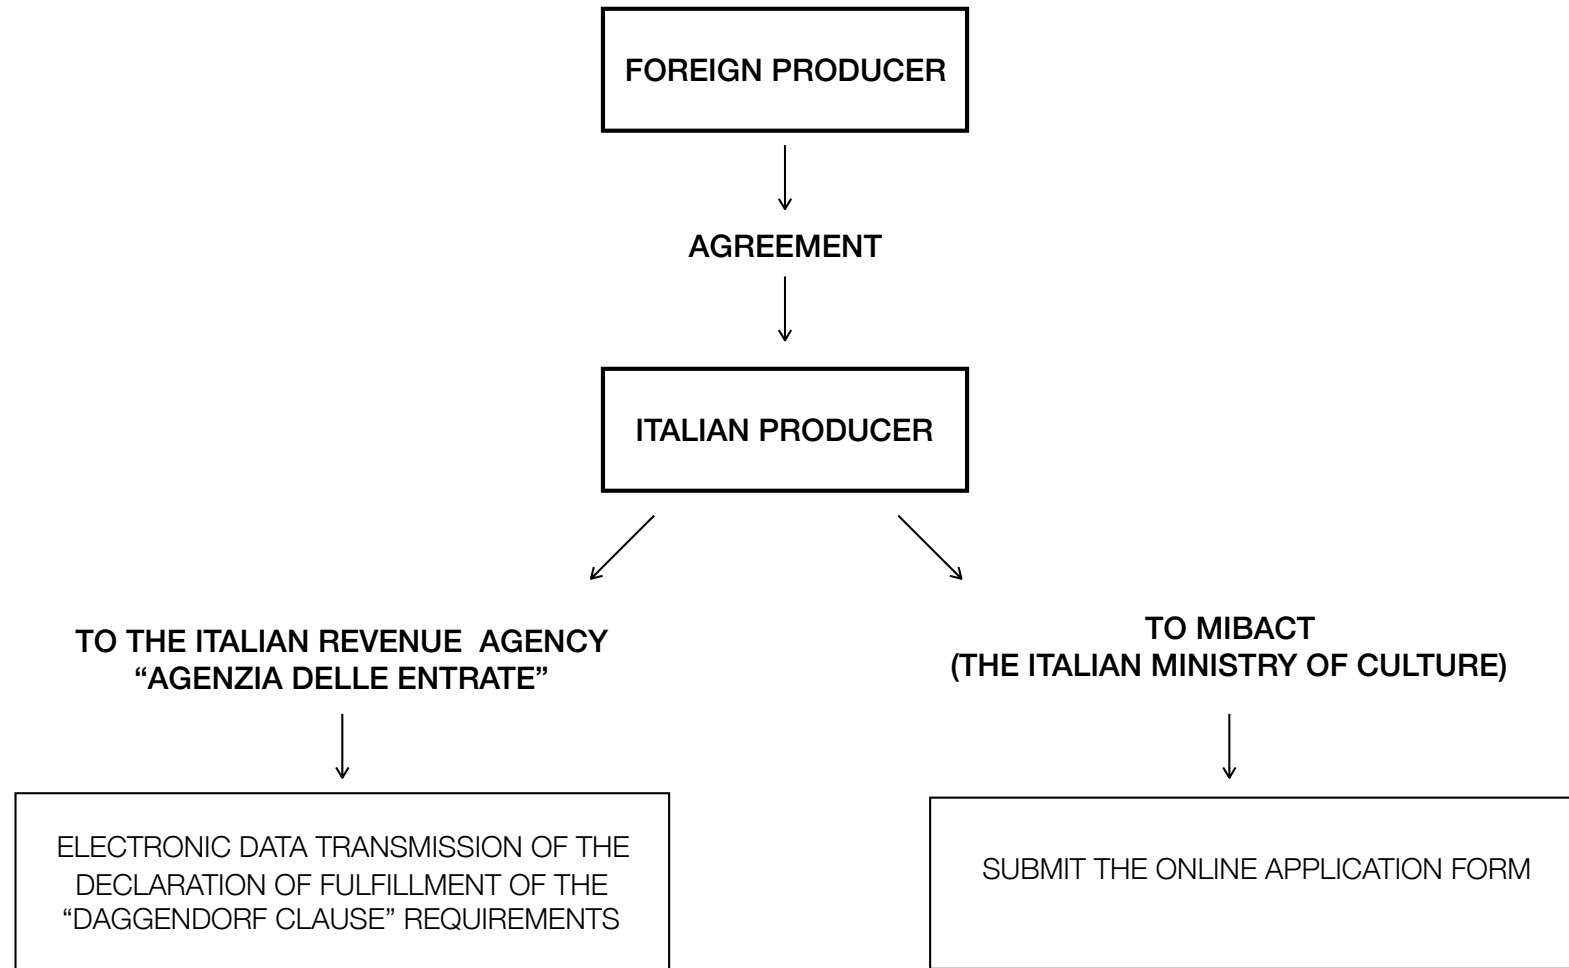 FOREIGN PRODUCER
AGREEMENT
ITALIAN PRODUCER
TO THE ITALIAN REVENUE AGENCY
“AGENZIA DELLE ENTRATE”
TO MIBACT
(THE ITALIAN MINISTRY OF CULTURE)
ELECTRONIC DATA TRANSMISSION OF THE
DECLARATION OF FULFILLMENT OF THE
“DAGGENDORF CLAUSE” REQUIREMENTS
SUBMIT THE ONLINE APPLICATION FORM